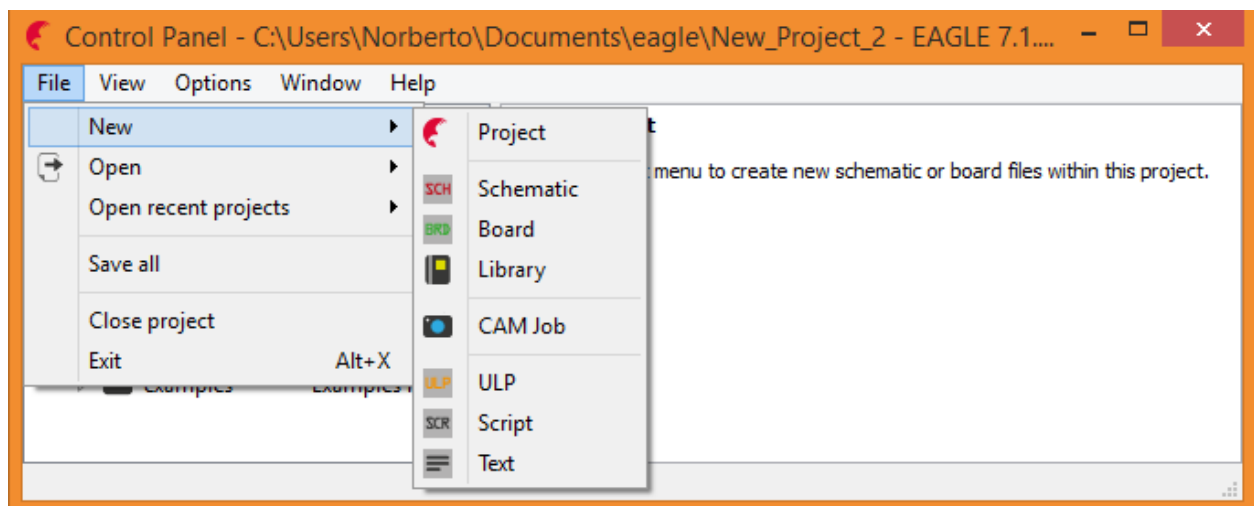 Control Panel - C:\Users\Norberto\Documents\eagle\New_Project_2 - EAGLE 7.1....
File View Options Window Help
New
Open
Open recent projects
Save all
Close project
Exit Alt+X
Project
SCH Schematic
BRD Board
Library
CAM Job
ULP ULP
SCR Script
Text
menu to create new schematic or board files within this project.
Examples